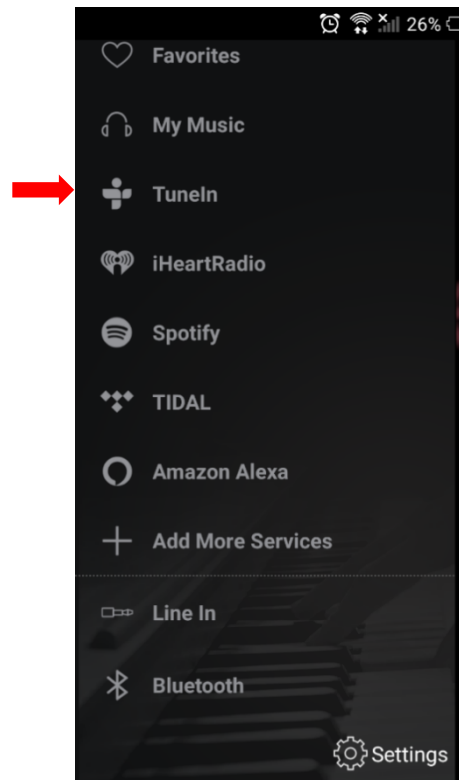 26%
Favorites
My Music
TuneIn
iHeartRadio
Spotify
TIDAL
Amazon Alexa
Add More Services
Line In
Bluetooth
Settings